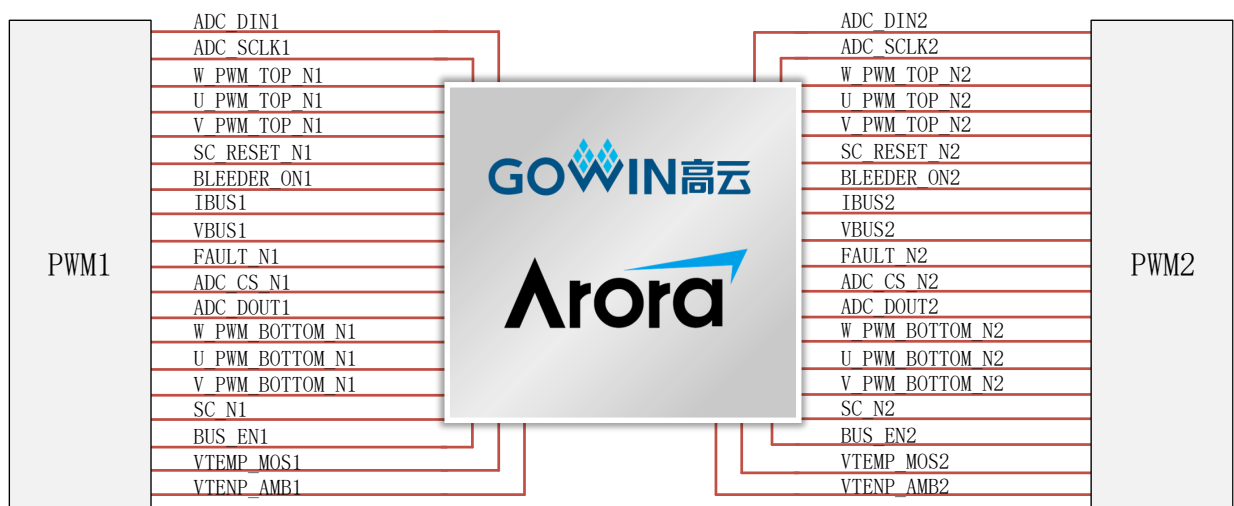 PWM1
ADC_DIN1
ADC_SCLK1
W_PWM_TOP_N1
U_PWM_TOP_N1
V_PWM_TOP_N1
SC_RESET_N1
BLEEDER_ON1
IBUS1
VBUS1
FAULT_N1
ADC_CS_N1
ADC_DOUT1
W_PWM_BOTTOM_N1
U_PWM_BOTTOM_N1
V_PWM_BOTTOM_N1
SC_N1
BUS_EN1
VTEMP_MOS1
VTENP_AMB1
GOWIN高云
Arora
ADC_DIN2
ADC_SCLK2
W_PWM_TOP_N2
U_PWM_TOP_N2
V_PWM_TOP_N2
SC_RESET_N2
BLEEDER_ON2
IBUS2
VBUS2
FAULT_N2
ADC_CS_N2
ADC_DOUT2
W_PWM_BOTTOM_N2
U_PWM_BOTTOM_N2
V_PWM_BOTTOM_N2
SC_N2
BUS_EN2
VTEMP_MOS2
VTENP_AMB2
PWM2